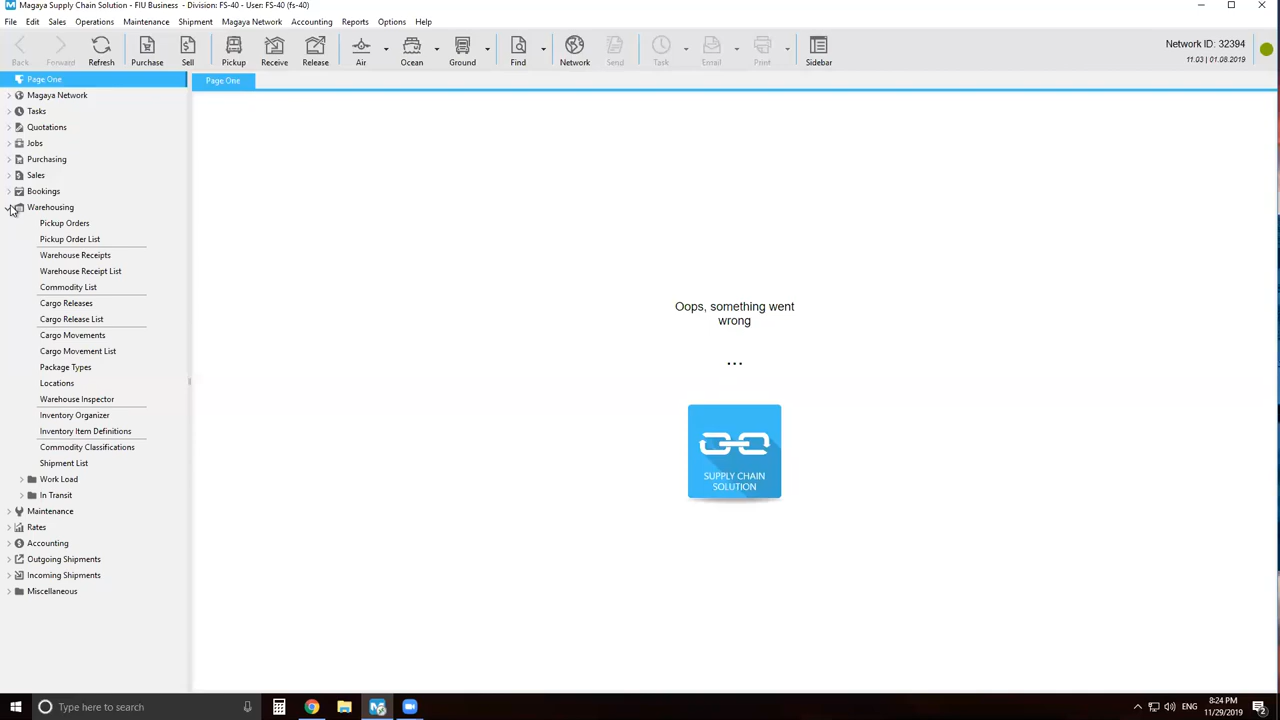 Magaya Supply Chain Solution - FIU Business - Division: FS-40 - User: FS-40 (fs-40)
File Edit Sales Operations Maintenance Shipment Magaya Network Accounting Reports Options Help
Back Forward Refresh Purchase Sell Pickup Receive Release Air Ocean Ground Find Network Send Task Email Print Sidebar
Network ID: 32394
11.03 | 01.08.2019
Page One
Page One
Magaya Network
Tasks
Quotations
Jobs
Purchasing
Sales
Bookings
Warehousing
Pickup Orders
Pickup Order List
Warehouse Receipts
Warehouse Receipt List
Commodity List
Cargo Releases
Cargo Release List
Cargo Movements
Cargo Movement List
Package Types
Locations
Warehouse Inspector
Inventory Organizer
Inventory Item Definitions
Commodity Classifications
Shipment List
Work Load
In Transit
Maintenance
Rates
Accounting
Outgoing Shipments
Incoming Shipments
Miscellaneous
Oops, something went
wrong
...
SUPPLY CHAIN
SOLUTION
Type here to search
ENG
8:24 PM
11/29/2019
2